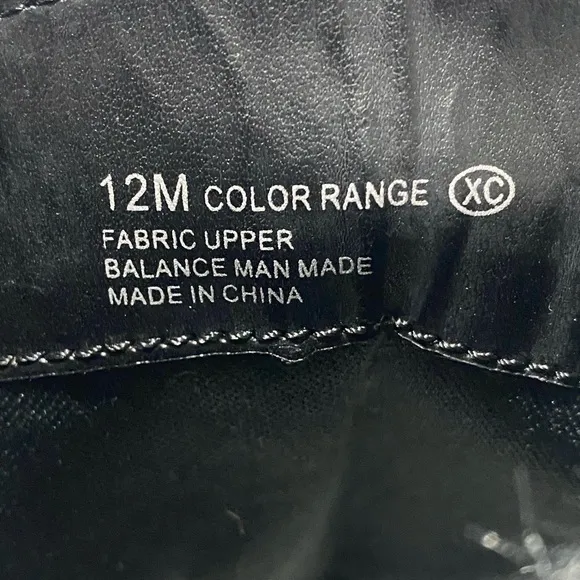 12M COLOR RANGE XC
FABRIC UPPER
BALANCE MAN MADE
MADE IN CHINA